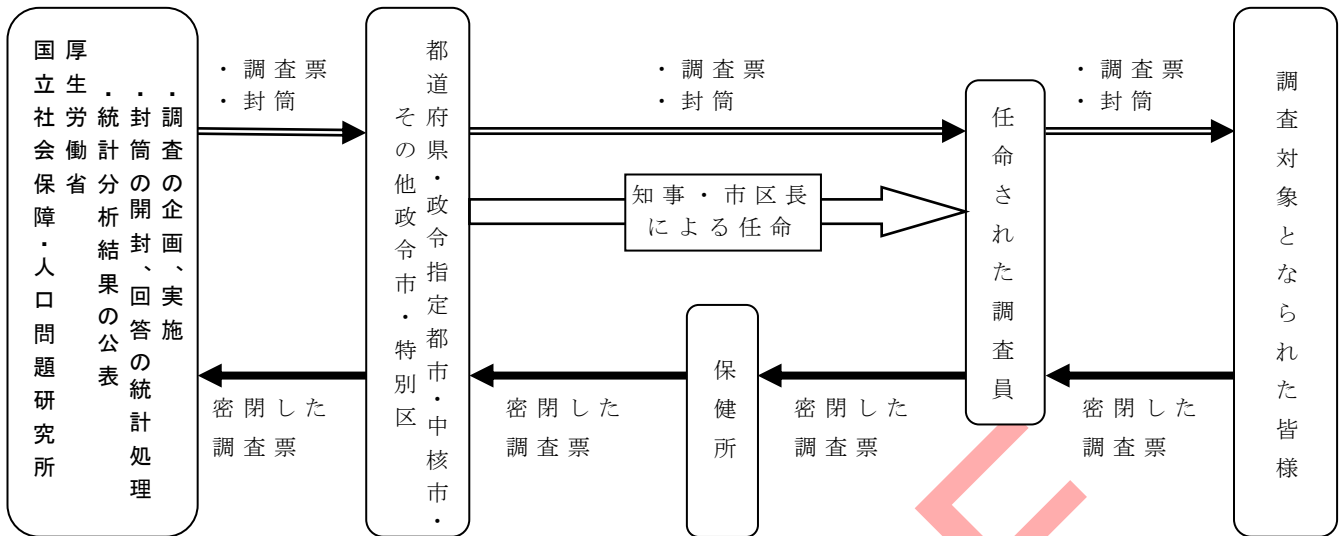 国立社会保障・人口問題研究所
厚生労働省
・統計分析結果の公表
・封筒の開封、回答の統計処理
・調査の企画、実施
・調査票
・封筒
都道府県・政令指定都市・中核市・
その他政令市・特別区
・調査票
・封筒
知事・市区長
による任命
任命された調査員
・調査票
・封筒
調査対象となられた皆様
密閉した
調査票
密閉した
調査票
保健所
密閉した
調査票
密閉した
調査票